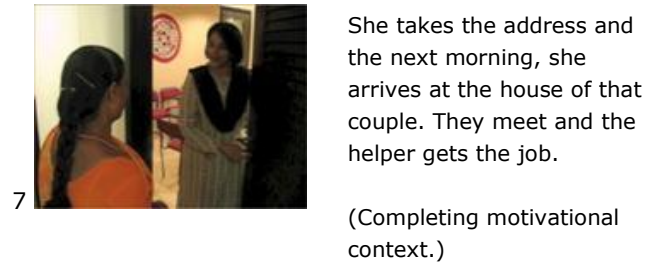 She takes the address and
the next morning, she
arrives at the house of that
couple. They meet and the
helper gets the job.
7
(Completing motivational
context.)